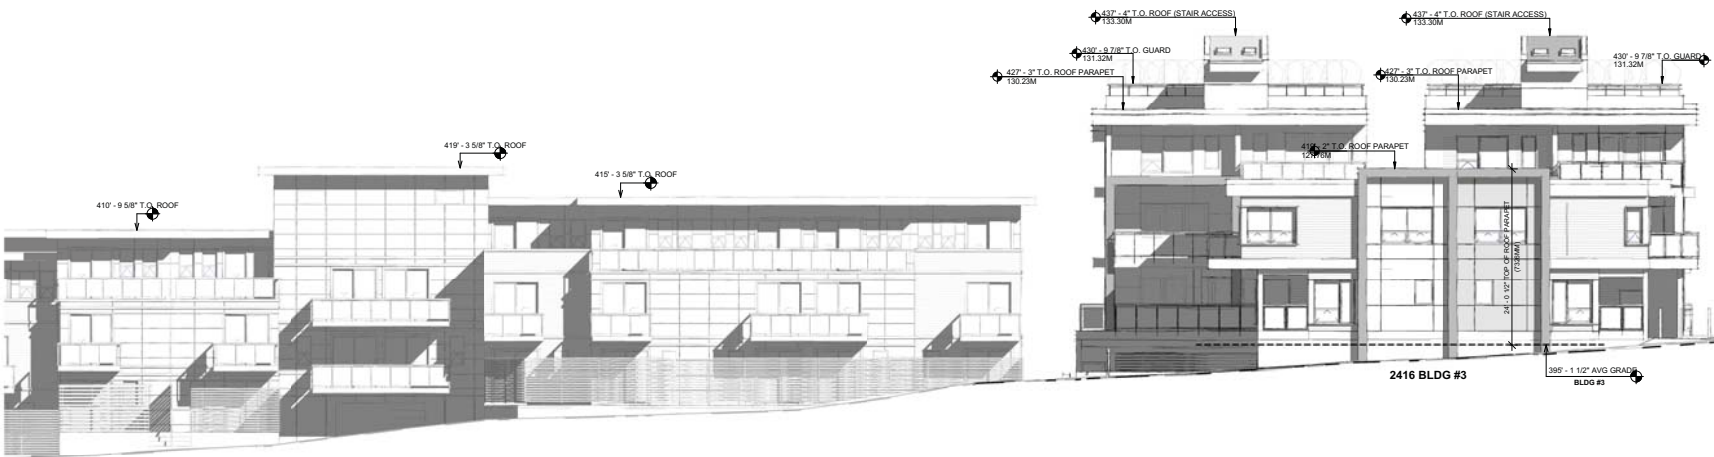 437' - 4" T.O. ROOF (STAIR ACCESS)
133.30M
437' - 4" T.O. ROOF (STAIR ACCESS)
133.30M
430' - 9 7/8" T.O. GUARD
131.32M
430' - 9 7/8" T.O. GUARD
131.32M
427' - 3" T.O. ROOF PARAPET
130.23M
427' - 3" T.O. ROOF PARAPET
130.23M
419' - 3 5/8" T.O. ROOF
2" T.O. ROOF PARAPET
415' - 3 5/8" T.O. ROOF
410' - 9 5/8" T.O. ROOF
24' - 0 1/2" TOP OF ROOF PARAPET
2416 BLDG #3
395' - 1 1/2" AVG GRADE
BLDG #3